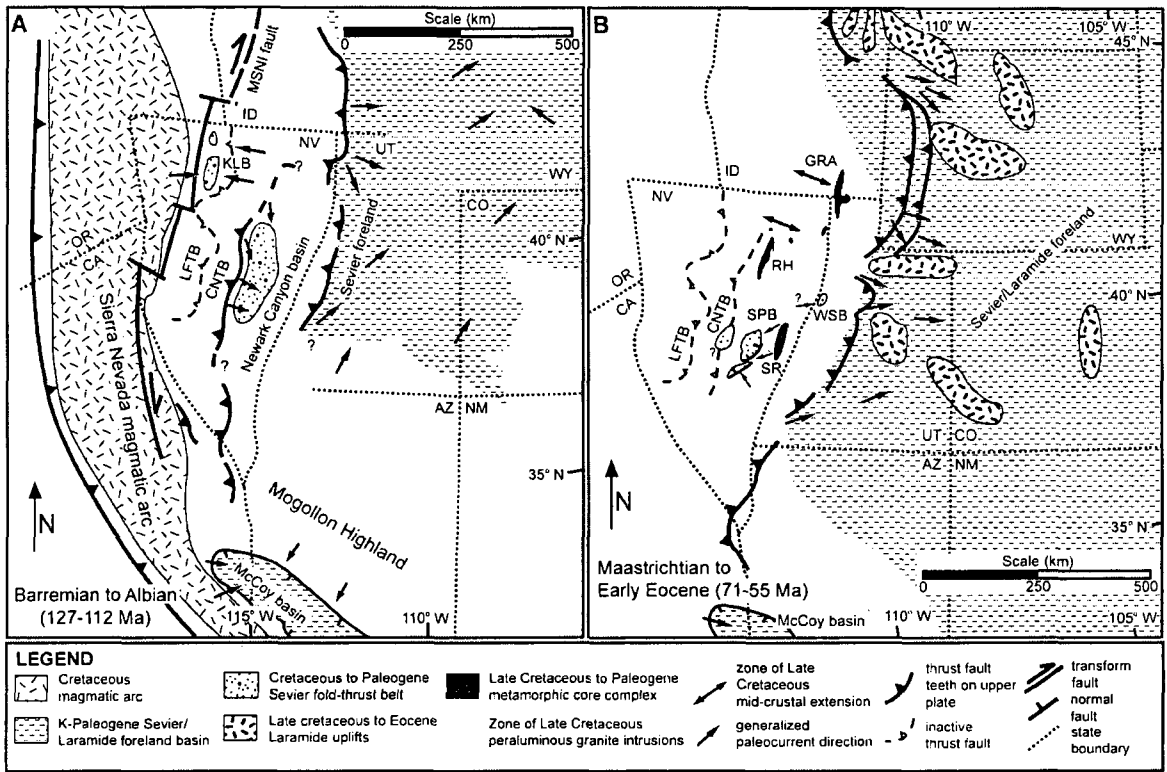 A
Scale (km)
0 250 500
MSNI fault
ID
NV
UT
KLB
?
WY
CO
40° N
OR
CA
LFTB
CNTB
Newark Canyon basin
Sevier foreland
?
?
Sierra Nevada magmatic arc
AZ NM
35° N
N
Mogollon Highland
McCoy basin
Barremian to Albian
(127-112 Ma)
115° W
110° W
B
110° W
105° W
45° N
GRA
ID
NV
WY
OR
CA
RH
40° N
LFTB
CNTB
SPB
?
WSB
?
SR
Sevier/Laramide foreland
UT CO
AZ NM
35° N
N
Maastrichtian to
Early Eocene (71-55 Ma)
Scale (km)
0 250 500
McCoy basin
110° W
105° W
LEGEND
Cretaceous
magmatic arc
K-Paleogene Sevier/
Laramide foreland basin
Cretaceous to Paleogene
Sevier fold-thrust belt
Late cretaceous to Eocene
Laramide uplifts
Late Cretaceous to Paleogene
metamorphic core complex
Zone of Late Cretaceous
peraluminous granite intrusions
zone of Late
Cretaceous
mid-crustal extension
generalized
paleocurrent direction
thrust fault
teeth on upper
plate
inactive
thrust fault
transform
fault
normal
fault
state
boundary